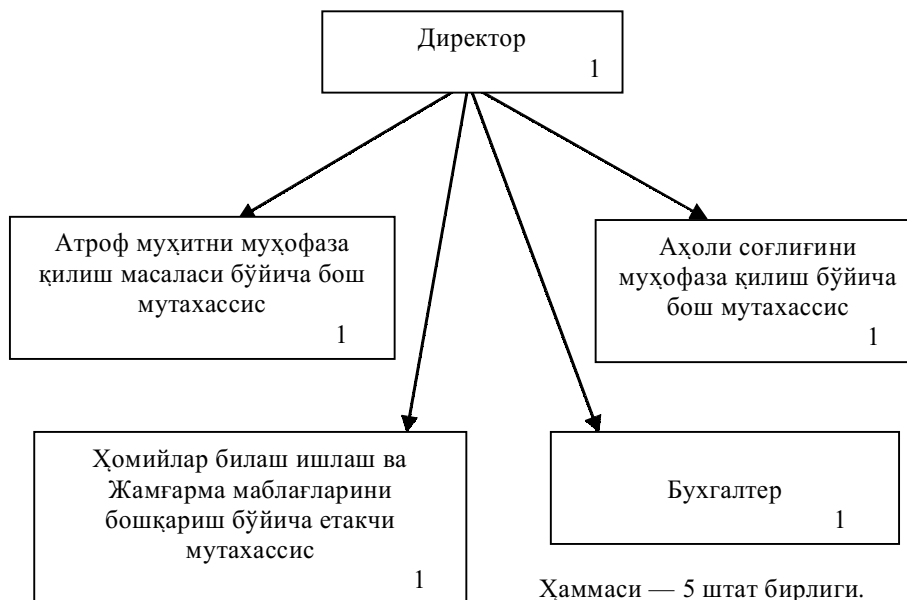 Директор
1
Атроф муҳитни муҳофаза
қилиш масаласи бўйича бош
мутахассис
1
Аҳоли соғлиғини
муҳофаза қилиш бўйича
бош мутахассис
1
Ҳомийлар билаш ишлаш ва
Жамғарма маблағларини
бошқариш бўйича етакчи
мутахассис
1
Бухгалтер
1
Ҳаммаси — 5 штат бирлиги.